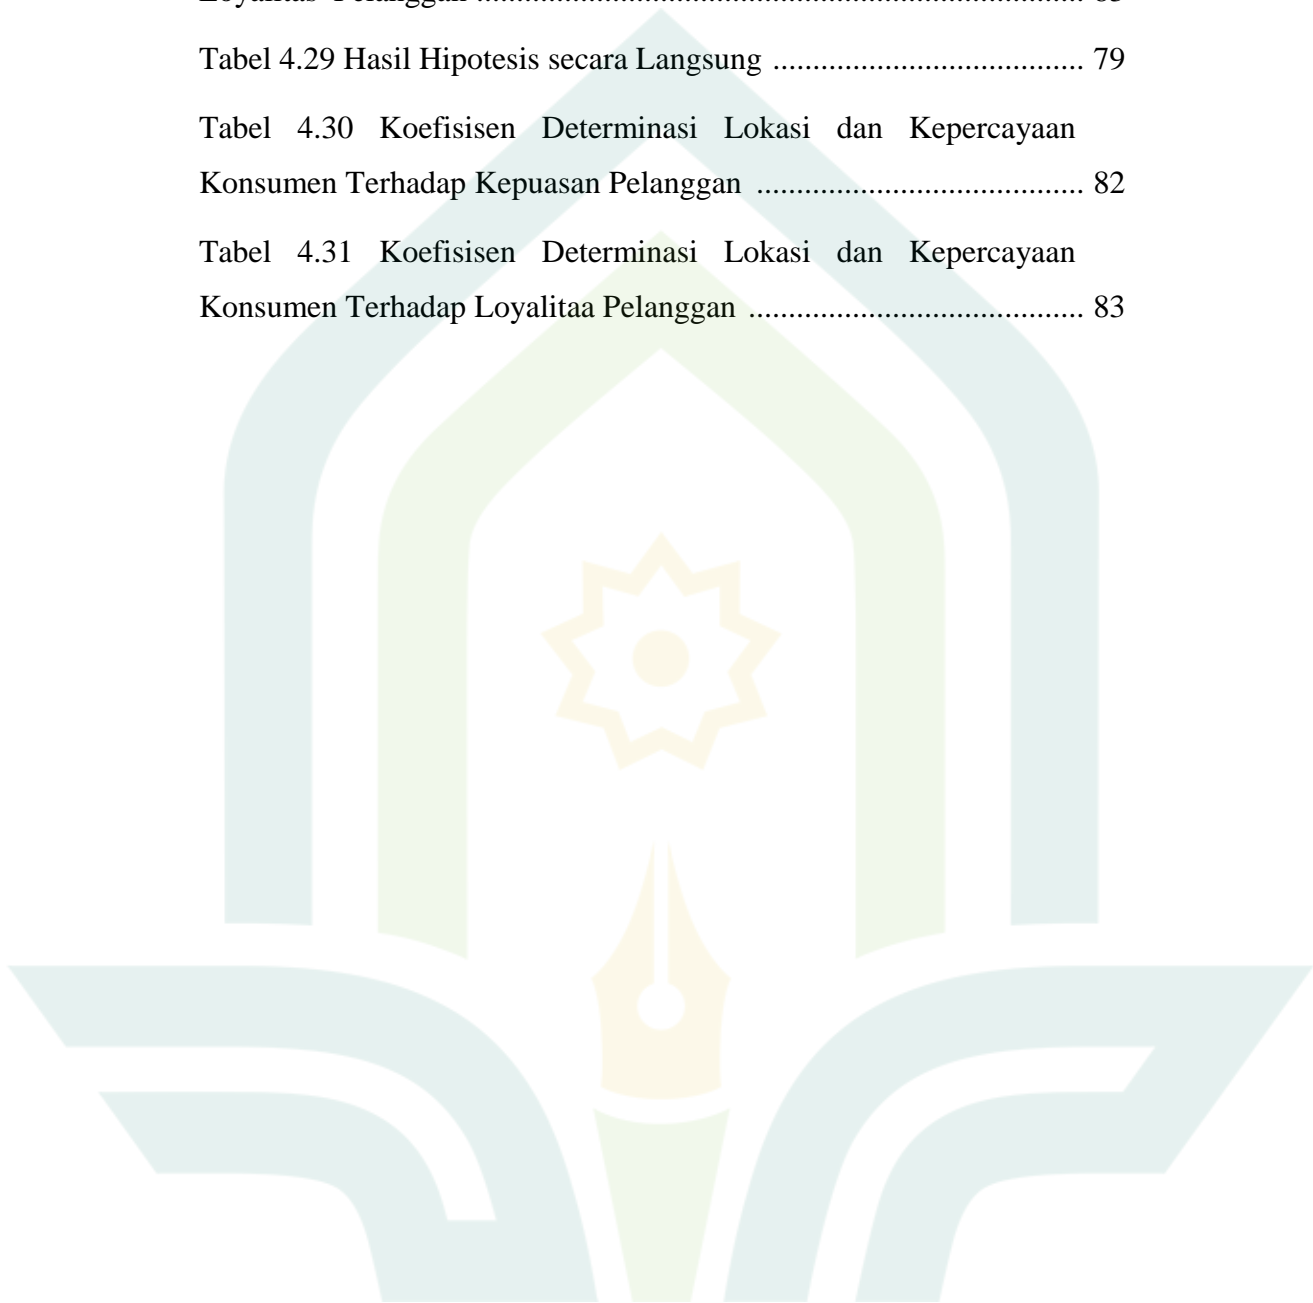 Pelanggan ............................................................................
Tabel 4.29 Hasil Hipotesis secara Langsung ....................................... 79
Tabel 4.30 Koefisisen Determinasi Lokasi dan Kepercayaan
Konsumen Terhadap Kepuasan Pelanggan ......................................... 82
Tabel 4.31 Koefisisen Determinasi Lokasi dan Kepercayaan
Konsumen Terhadap Loyalitaa Pelanggan .......................................... 83